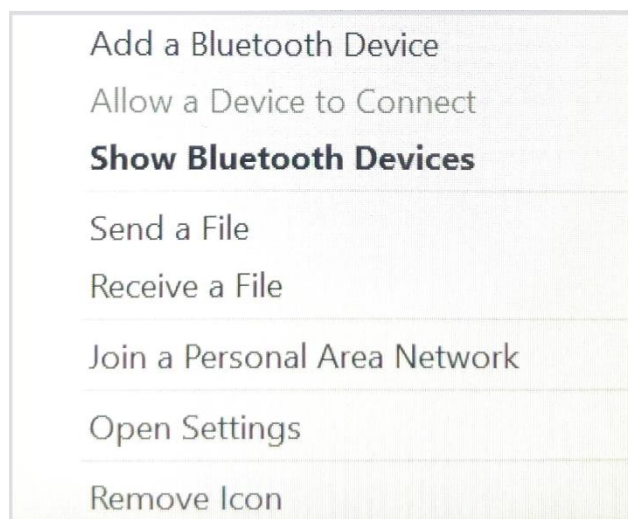 Add a Bluetooth Device
Allow a Device to Connect
Show Bluetooth Devices
Send a File
Receive a File
Join a Personal Area Network
Open Settings
Remove Icon